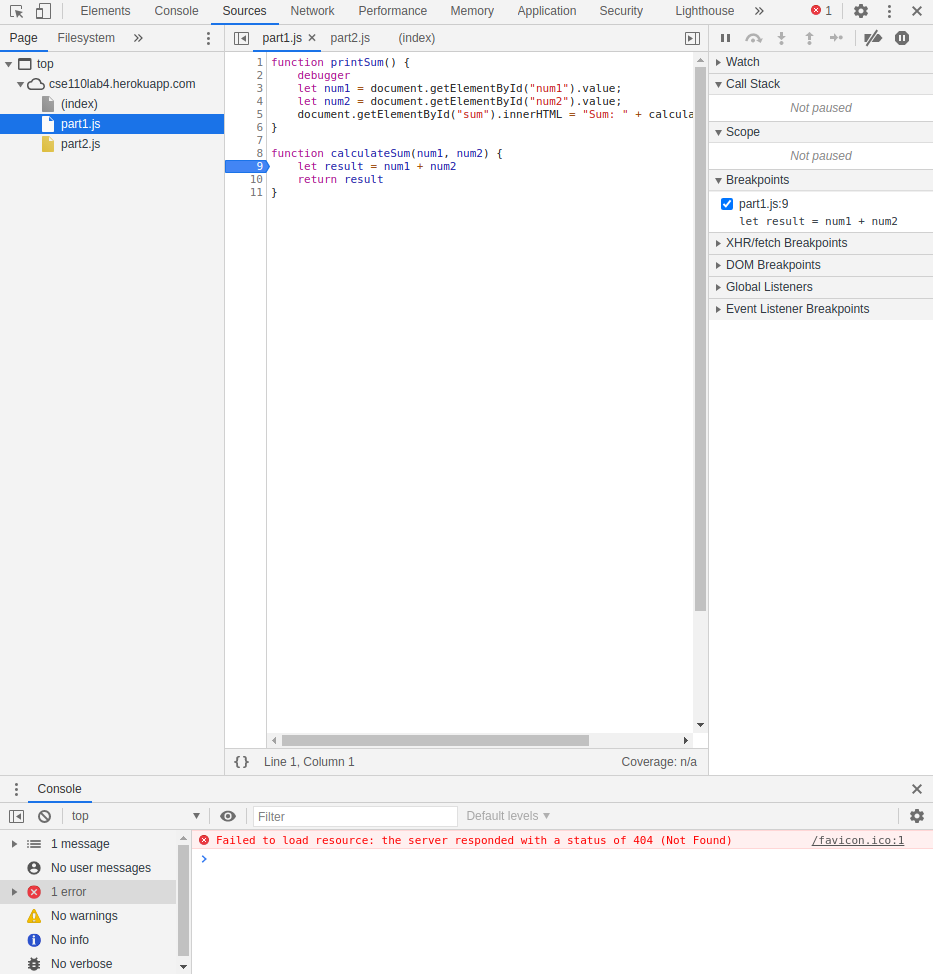 Elements Console Sources Network Performance Memory Application Security Lighthouse » 1
Page Filesystem »
top
cse110lab4.herokuapp.com
(index)
part1.js
part2.js
part1.js × part2.js (index)
1 function printSum() {
2 debugger
3 let num1 = document.getElementById("num1").value;
4 let num2 = document.getElementById("num2").value;
5 document.getElementById("sum").innerHTML = "Sum: " + calcula
6 }
7
8 function calculateSum(num1, num2) {
9 let result = num1 + num2
10 return result
11 }
{} Line 1, Column 1 Coverage: n/a
Watch
Call Stack
Not paused
Scope
Not paused
Breakpoints
part1.js:9
let result = num1 + num2
XHR/fetch Breakpoints
DOM Breakpoints
Global Listeners
Event Listener Breakpoints
Console
top Filter Default levels
1 message
No user messages
1 error
No warnings
No info
No verbose
Failed to load resource: the server responded with a status of 404 (Not Found) /favicon.ico:1